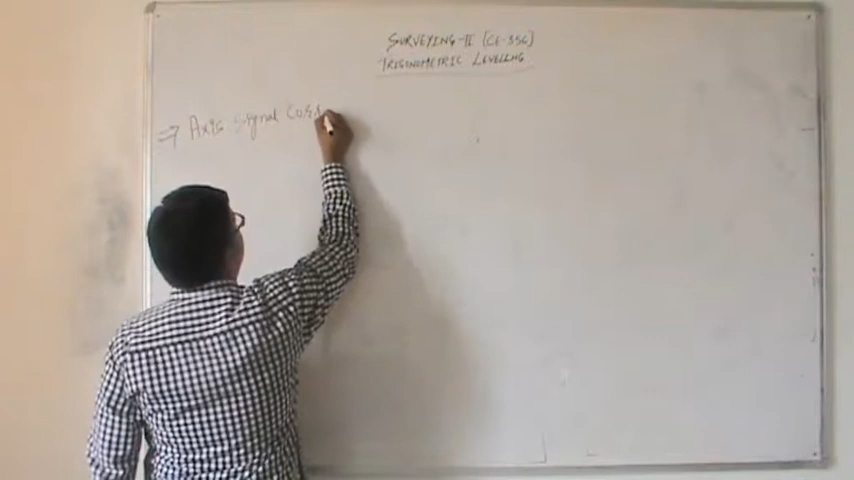 SURVEYING-II (CE-356)
TRIGONOMETRIC LEVELLING
⇒ Axis signal